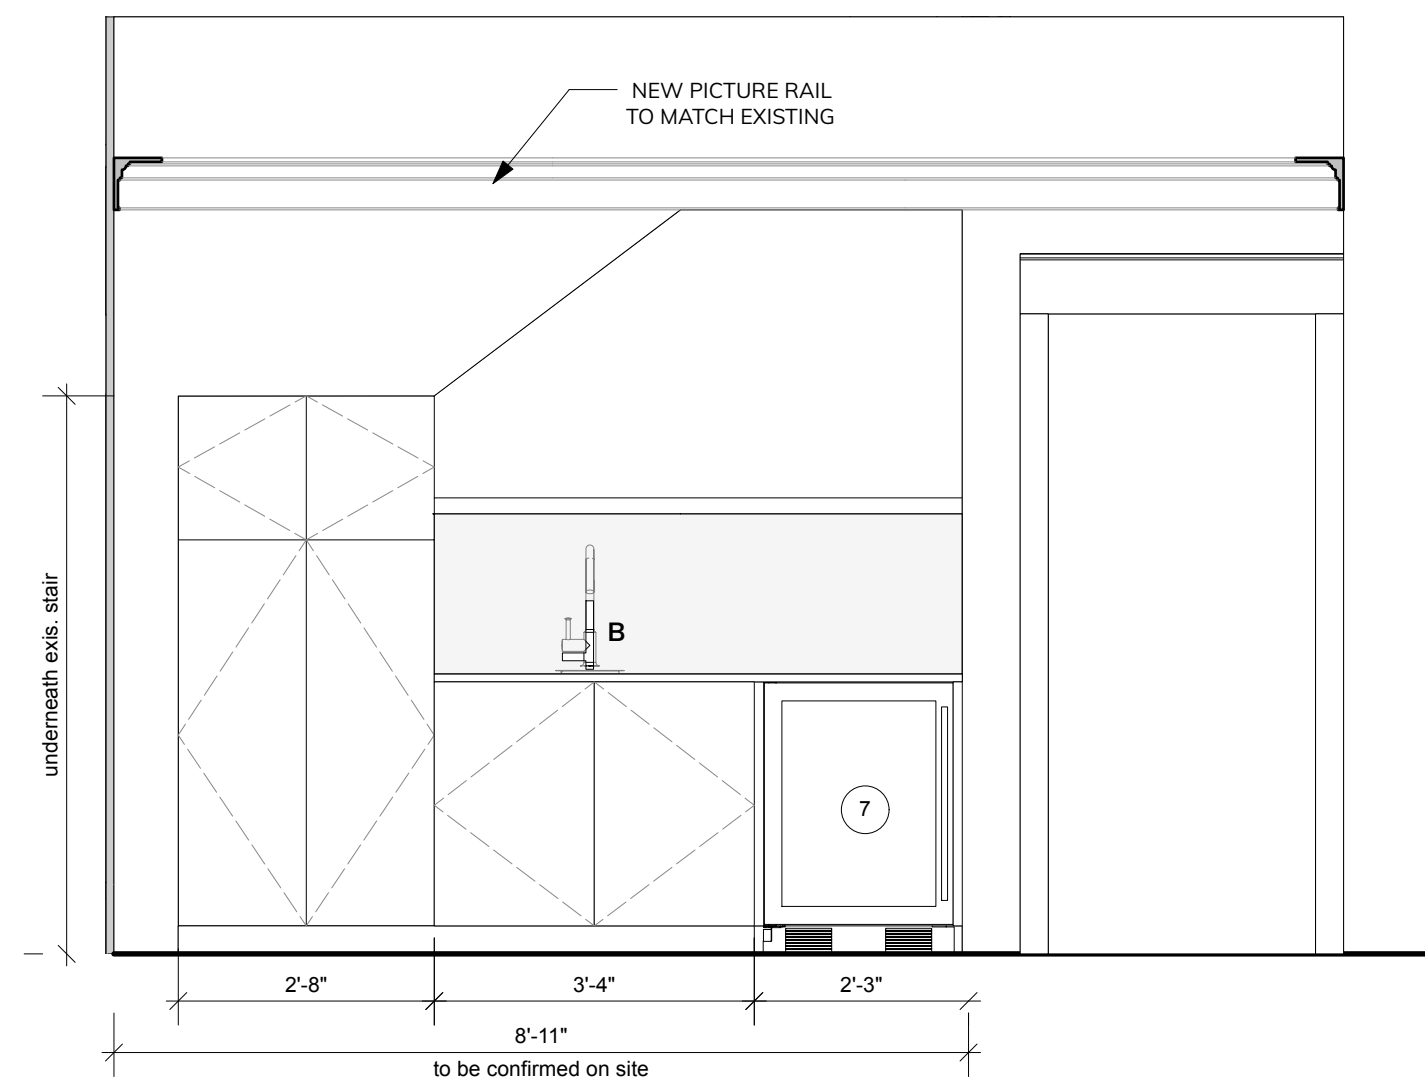 NEW PICTURE RAIL
TO MATCH EXISTING
underneath exis. stair
B
7
2'-8"
3'-4"
2'-3"
8'-11"
to be confirmed on site